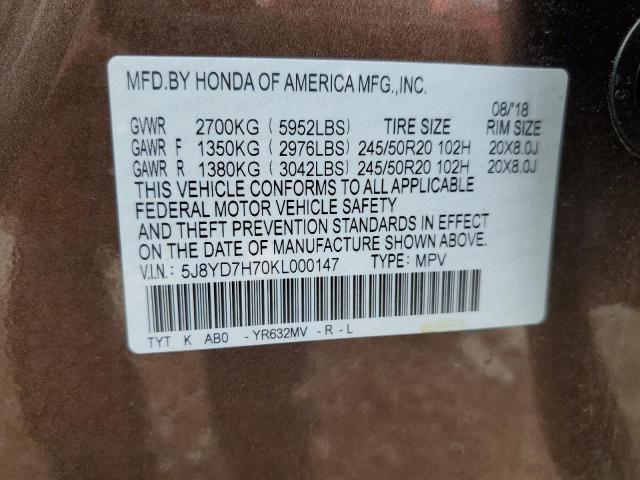 MFD.BY HONDA OF AMERICA MFG.,INC.
08/'18
GVWR 2700KG ( 5952LBS) TIRE SIZE RIM SIZE
GAWR F 1350KG ( 2976LBS) 245/50R20 102H 20X8.0J
GAWR R 1380KG ( 3042LBS) 245/50R20 102H 20X8.0J
THIS VEHICLE CONFORMS TO ALL APPLICABLE
FEDERAL MOTOR VEHICLE SAFETY
AND THEFT PREVENTION STANDARDS IN EFFECT
ON THE DATE OF MANUFACTURE SHOWN ABOVE.
V.I.N.: 5J8YD7H70KL000147 TYPE: MPV
TYT K AB0 - YR632MV - R - L